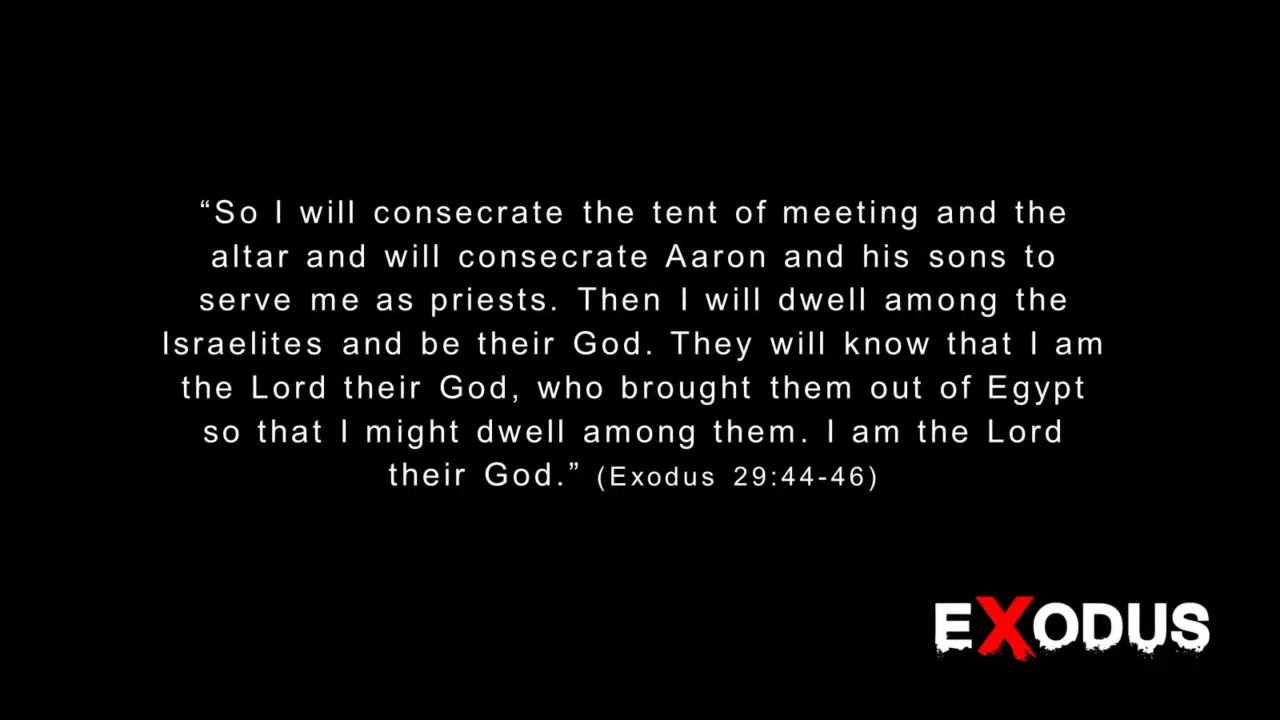 “So I will consecrate the tent of meeting and the
altar and will consecrate Aaron and his sons to
serve me as priests. Then I will dwell among the
Israelites and be their God. They will know that I am
the Lord their God, who brought them out of Egypt
so that I might dwell among them. I am the Lord
their God.” (Exodus 29:44-46)
EXODUS